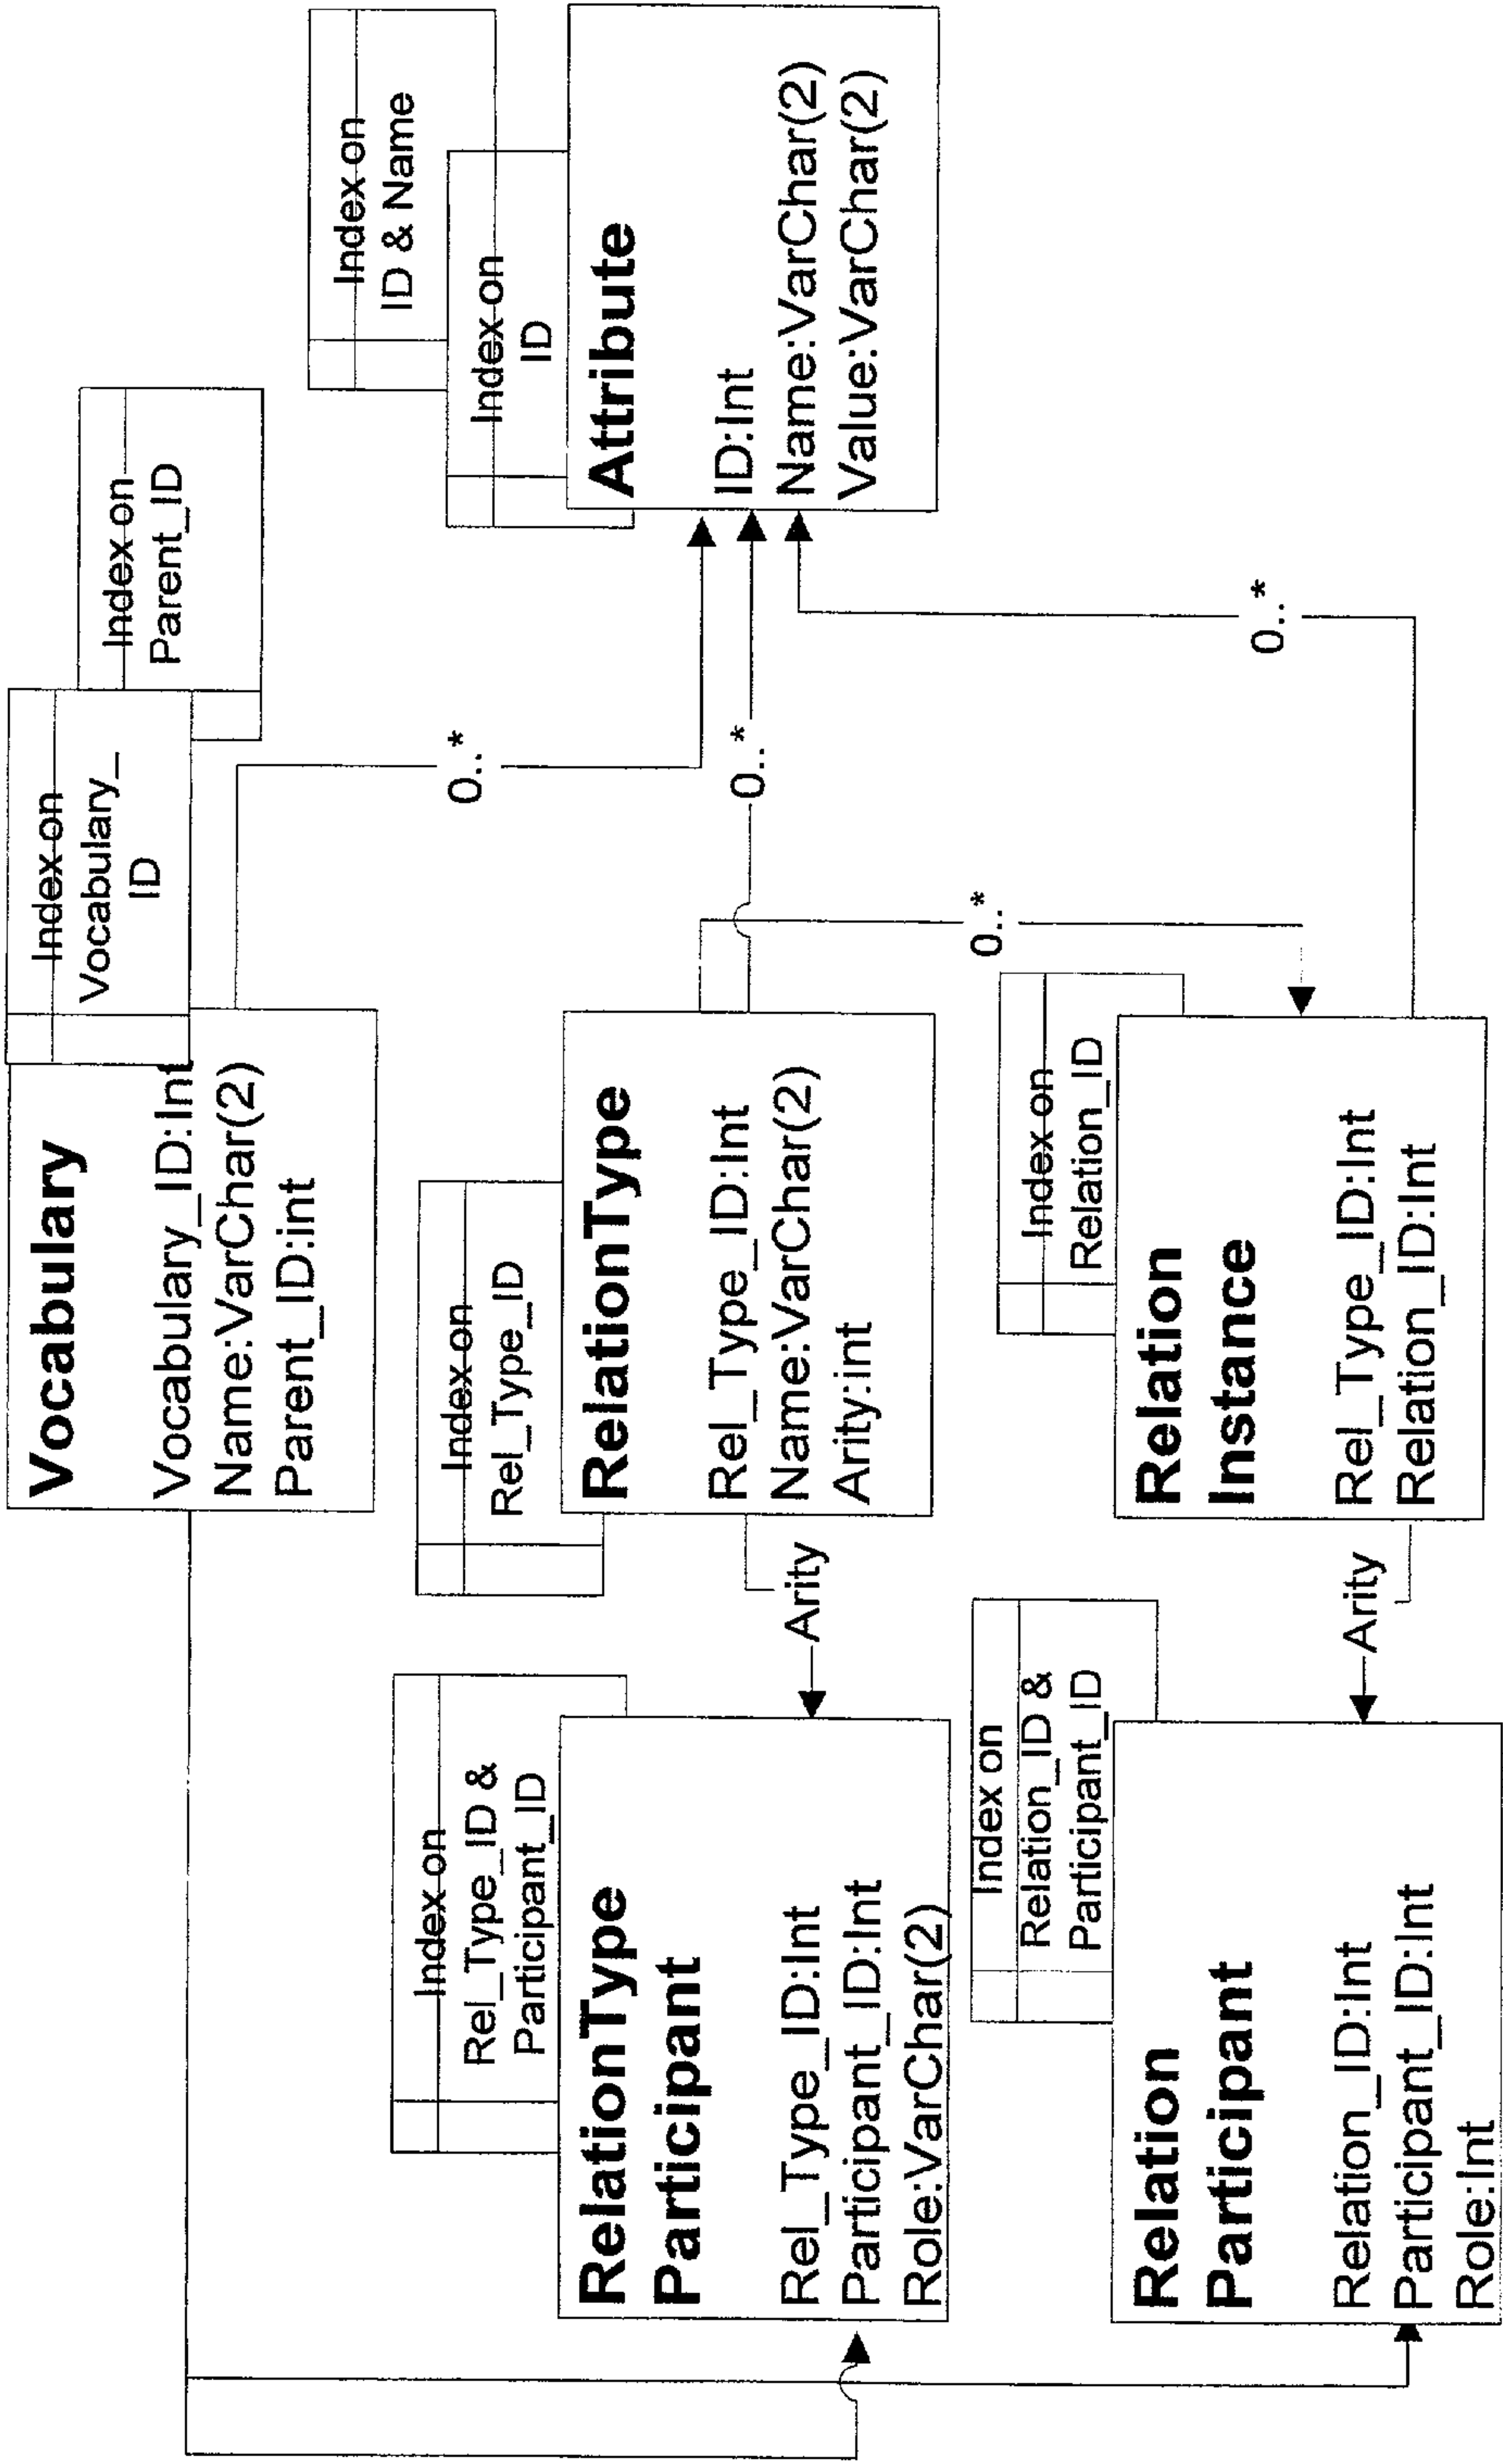 Vocabulary
Vocabulary_ID:Int
Name:VarChar(2)
Parent_ID:int
Index on
Vocabulary_
ID
Index on
Parent_ID
Index on
Rel_Type_ID &
Participant_ID
RelationType
Participant
Rel_Type_ID:Int
Participant_ID:Int
Role:VarChar(2)
Arity
Index on
Rel_Type_ID
RelationType
Rel_Type_ID:Int
Name:VarChar(2)
Arity:int
0..*
0..*
0..*
Index on
ID & Name
Index on
ID
Attribute
ID:Int
Name:VarChar(2)
Value:VarChar(2)
Index on
Relation_ID &
Participant_ID
Relation
Participant
Relation_ID:Int
Participant_ID:Int
Role:Int
Arity
Index on
Relation_ID
Relation
Instance
Rel_Type_ID:Int
Relation_ID:Int
0..*